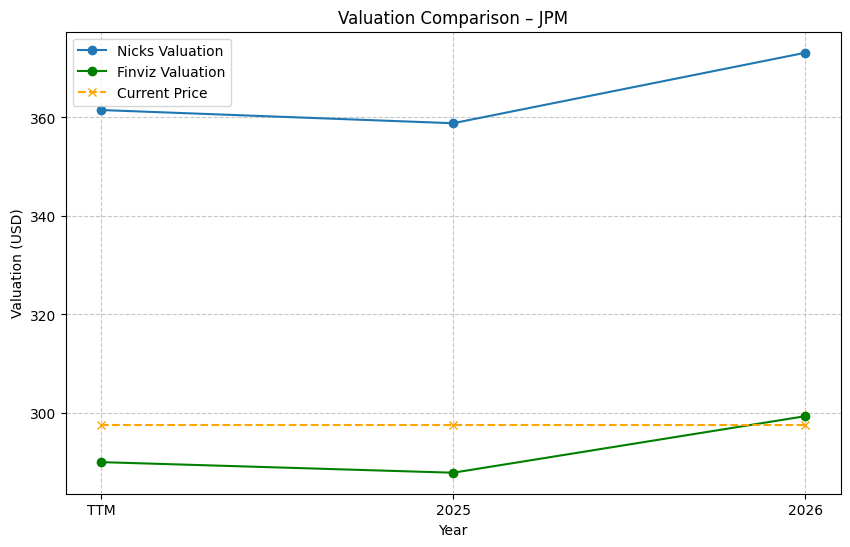 Valuation Comparison – JPM
Nicks Valuation
Finviz Valuation
Current Price
Valuation (USD)
360
340
320
300
TTM
2025
2026
Year